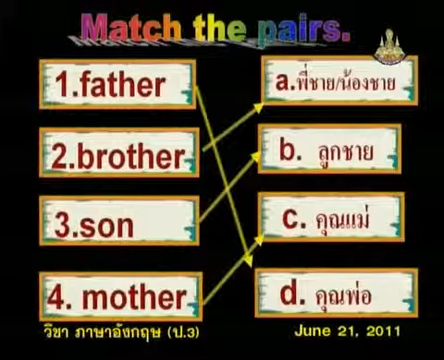 Match the pairs.
1.father
a.พี่ชาย/น้องชาย
2.brother
b. ลูกชาย
3.son
c. คุณแม่
4. mother
d. คุณพ่อ
วิชา ภาษาอังกฤษ (ป.3)
June 21, 2011